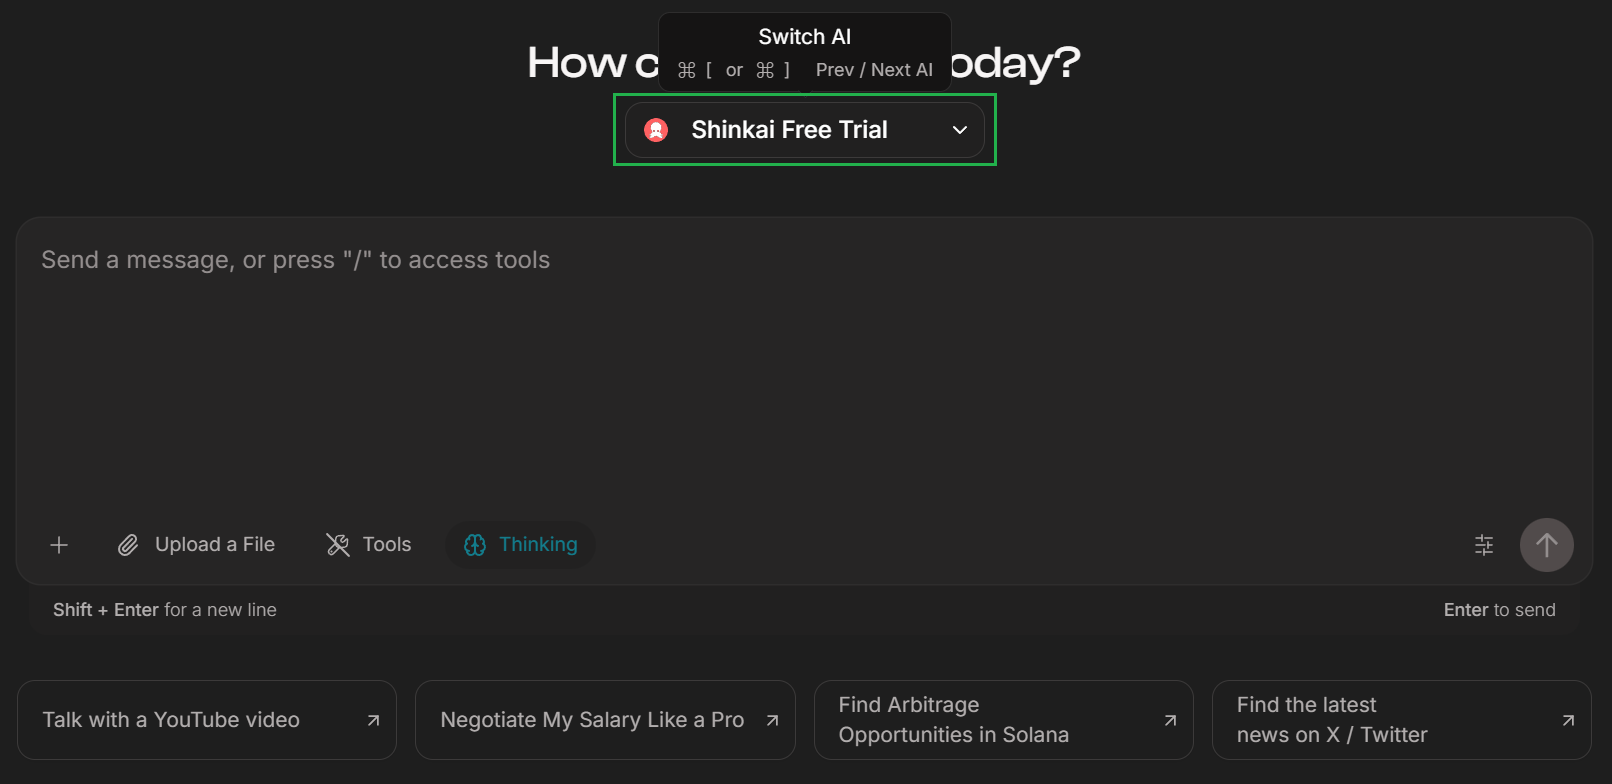 Switch AI
⌘ [ or ⌘ ] Prev / Next AI
How c oday?
Shinkai Free Trial
Send a message, or press "/" to access tools
Upload a File Tools Thinking
Shift + Enter for a new line Enter to send
Talk with a YouTube video
Negotiate My Salary Like a Pro
Find Arbitrage
Opportunities in Solana
Find the latest
news on X / Twitter